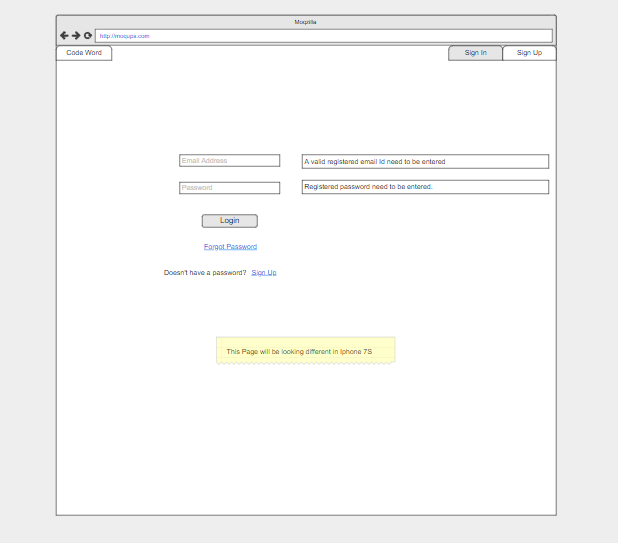 Moqzilla
http://moqups.com
Code Word
Sign In
Sign Up
Email Address
A valid registered email Id need to be entered
Password
Registered password need to be entered.
Login
Forgot Password
Doesn't have a password? Sign Up
This Page will be looking different in Iphone 7S